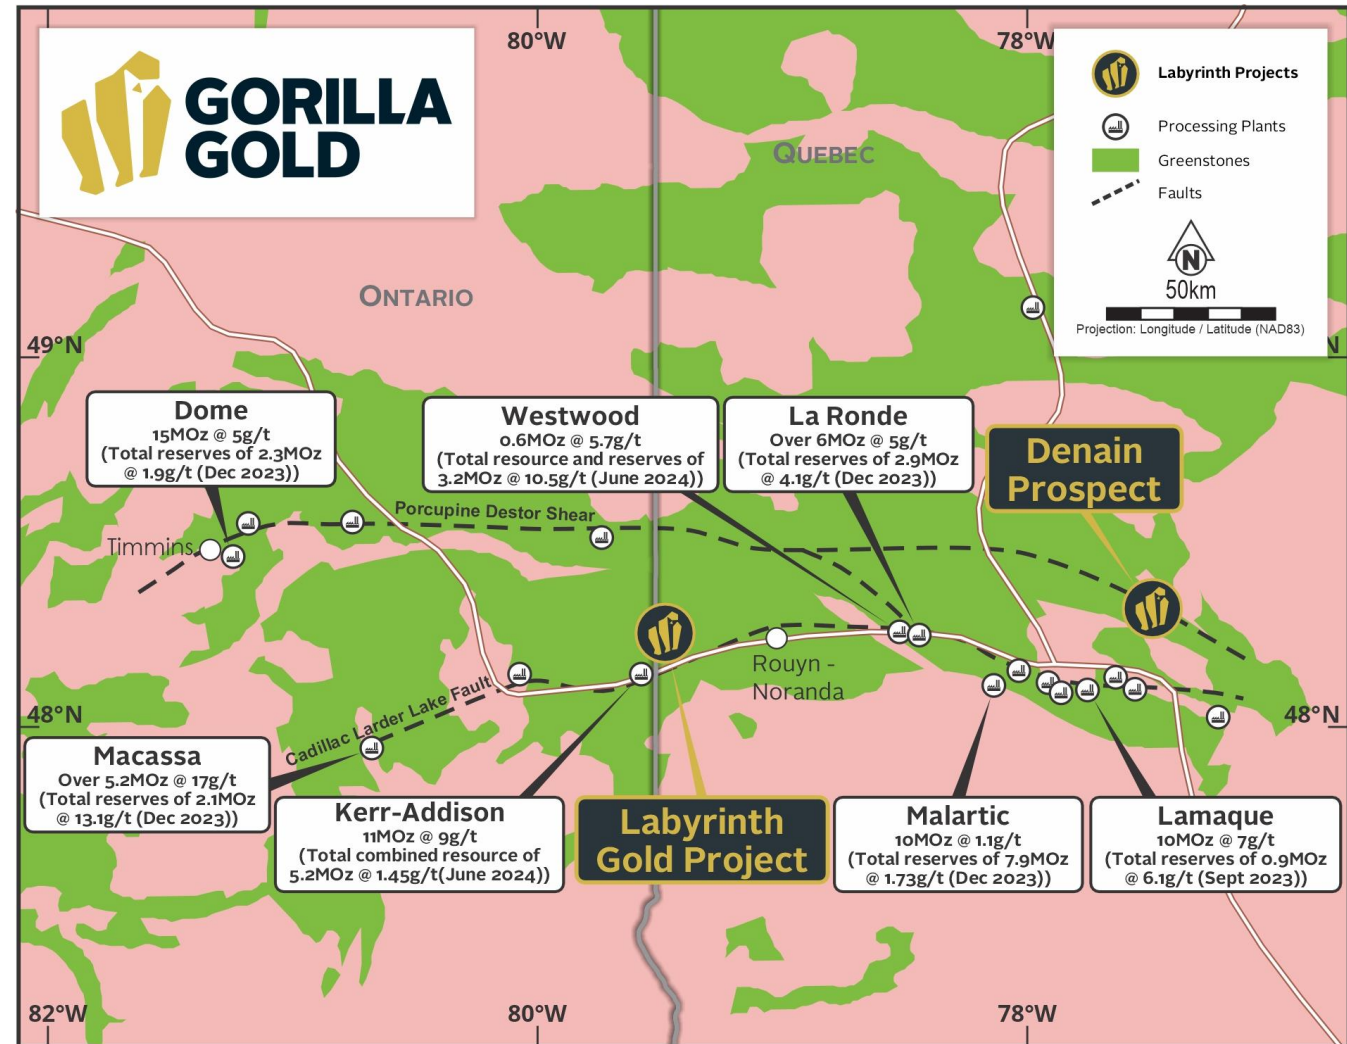 GORILLA
GOLD
80°W
78°W
Labyrinth Projects
Processing Plants
Greenstones
Faults
N
50km
Projection: Longitude / Latitude (NAD83)
QUEBEC
ONTARIO
49°N
N
Dome
15MOz @ 5g/t
(Total reserves of 2.3MOz
@ 1.9g/t (Dec 2023))
Westwood
0.6MOz @ 5.7g/t
(Total resource and reserves of
3.2MOz @ 10.5g/t (June 2024))
La Ronde
Over 6MOz @ 5g/t
(Total reserves of 2.9MOz
@ 4.1g/t (Dec 2023))
Denain
Prospect
Porcupine Destor Shear
Timmins
Rouyn -
Noranda
Cadillac Larder Lake Fault
48°N
48°N
Macassa
Over 5.2MOz @ 17g/t
(Total reserves of 2.1MOz
@ 13.1g/t (Dec 2023))
Kerr-Addison
11MOz @ 9g/t
(Total combined resource of
5.2MOz @ 1.45g/t(June 2024))
Labyrinth
Gold Project
Malartic
10MOz @ 1.1g/t
(Total reserves of 7.9MOz
@ 1.73g/t (Dec 2023))
Lamaque
10MOz @ 7g/t
(Total reserves of 0.9MOz
@ 6.1g/t (Sept 2023))
82°W
80°W
78°W